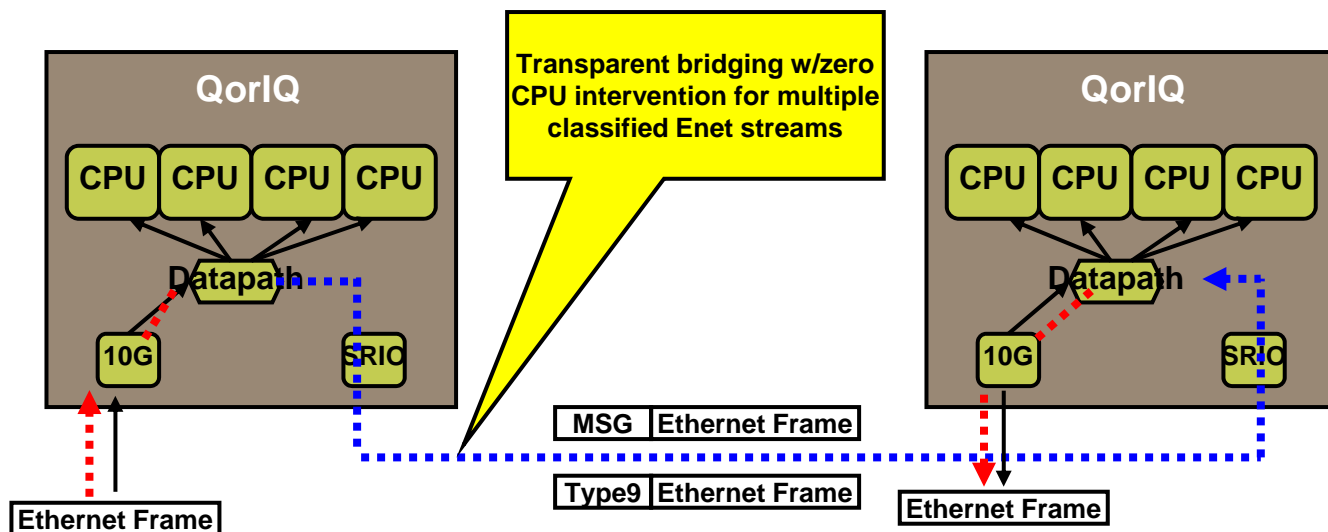 QorIQ
CPU CPU CPU CPU
Datapath
10G
SRIO
Ethernet Frame
Transparent bridging w/zero
CPU intervention for multiple
classified Enet streams
MSG Ethernet Frame
Type9 Ethernet Frame
QorIQ
CPU CPU CPU CPU
Datapath
10G
SRIO
Ethernet Frame